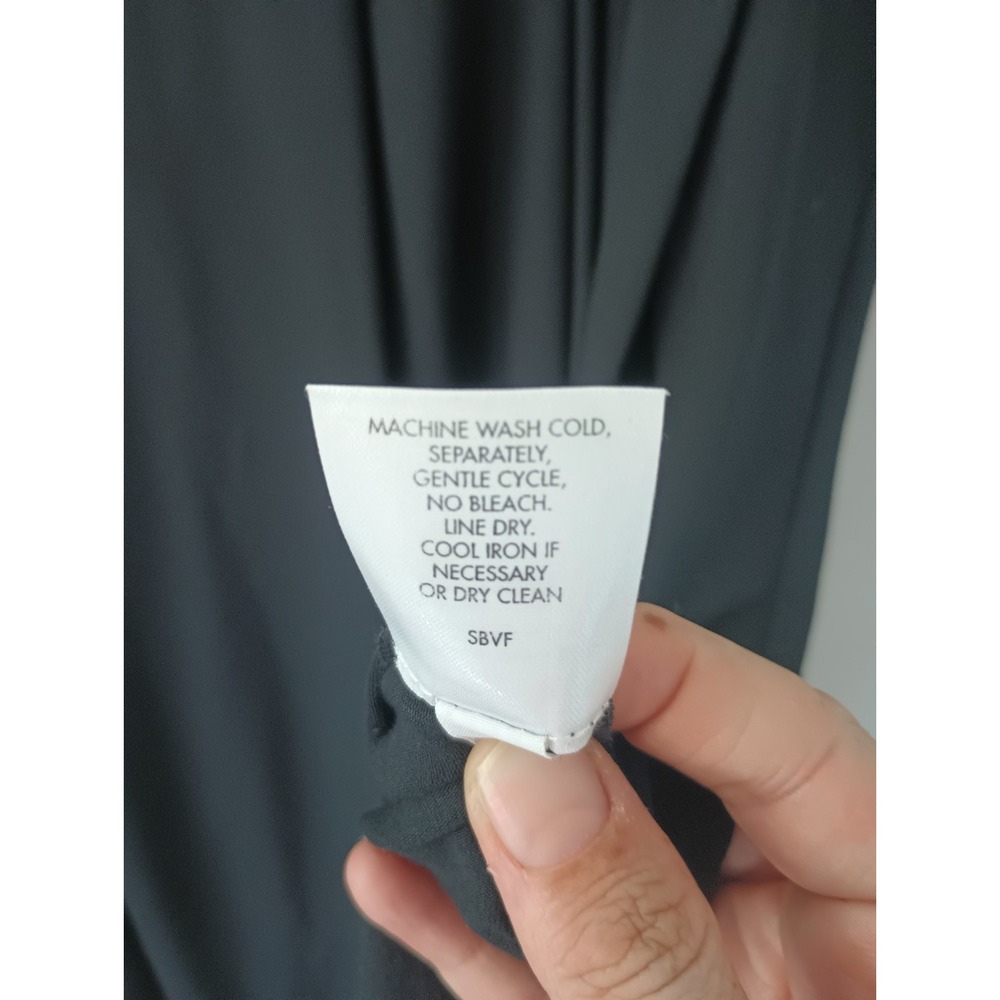 MACHINE WASH COLD,
SEPARATELY,
GENTLE CYCLE,
NO BLEACH.
LINE DRY.
COOL IRON IF
NECESSARY
OR DRY CLEAN
SBVF